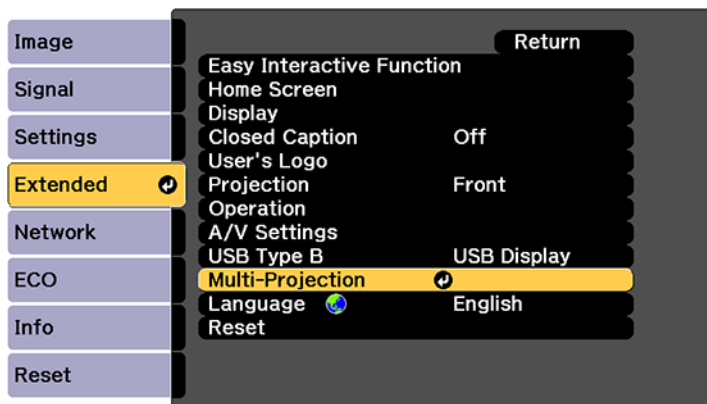 Image
Signal
Settings
Extended
Network
ECO
Info
Reset
Return
Easy Interactive Function
Home Screen
Display
Closed Caption Off
User's Logo
Projection Front
Operation
A/V Settings
USB Type B USB Display
Multi-Projection
Language English
Reset